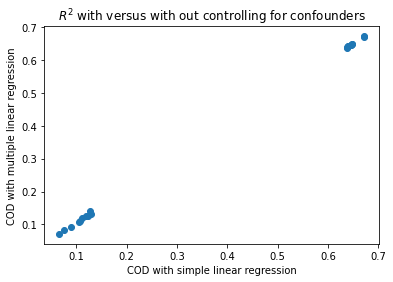 R² with versus with out controlling for confounders
COD with multiple linear regression
0.7
0.6
0.5
0.4
0.3
0.2
0.1
0.1 0.2 0.3 0.4 0.5 0.6 0.7
COD with simple linear regression